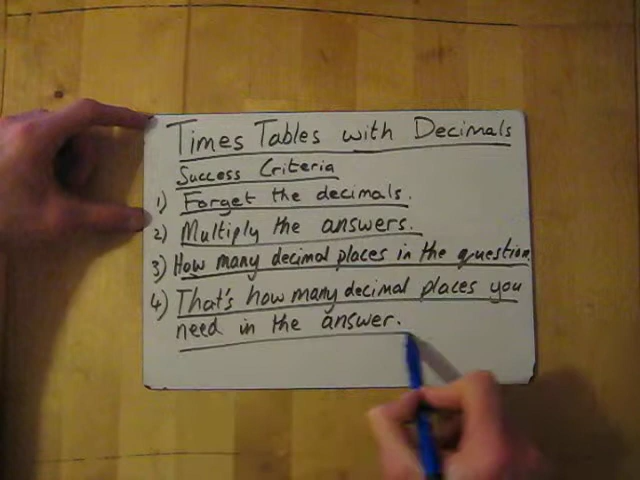 Times Tables with Decimals
Success Criteria
1) Forget the decimals.
2) Multiply the answers.
3) How many decimal places in the question
4) That's how many decimal places you
need in the answer.